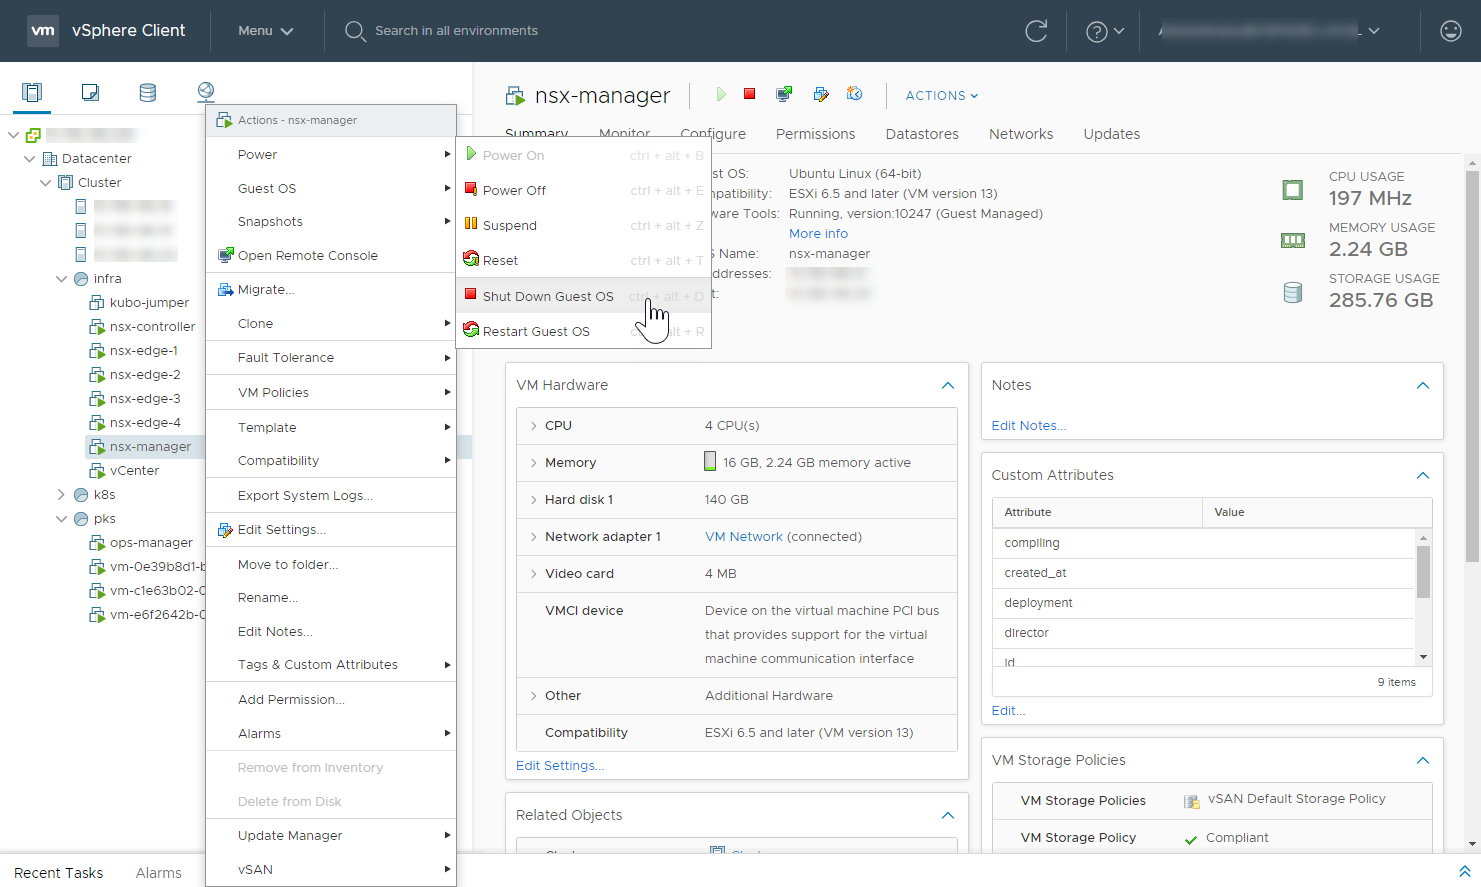 vm vSphere Client Menu Search in all environments
Datacenter
Cluster
infra
kubo-jumper
nsx-controller
nsx-edge-1
nsx-edge-2
nsx-edge-3
nsx-edge-4
nsx-manager
vCenter
k8s
pks
ops-manager
vm-0e39b8d1-b
vm-c1e63b02-0
vm-e6f2642b-0
Actions - nsx-manager
Power
Guest OS
Snapshots
Open Remote Console
Migrate...
Clone
Fault Tolerance
VM Policies
Template
Compatibility
Export System Logs...
Edit Settings...
Move to folder...
Rename...
Edit Notes...
Tags & Custom Attributes
Add Permission...
Alarms
Remove from Inventory
Delete from Disk
Update Manager
vSAN
Power On ctrl + alt + B
Power Off ctrl + alt + E
Suspend ctrl + alt + Z
Reset ctrl + alt + T
Shut Down Guest OS ctrl + alt + D
Restart Guest OS alt + R
nsx-manager ACTIONS
Summary Monitor Configure Permissions Datastores Networks Updates
st OS: Ubuntu Linux (64-bit)
patibility: ESXi 6.5 and later (VM version 13)
ware Tools: Running, version:10247 (Guest Managed)
More info
S Name: nsx-manager
ddresses:
t:
CPU USAGE
197 MHz
MEMORY USAGE
2.24 GB
STORAGE USAGE
285.76 GB
VM Hardware
CPU 4 CPU(s)
Memory 16 GB, 2.24 GB memory active
Hard disk 1 140 GB
Network adapter 1 VM Network (connected)
Video card 4 MB
VMCI device Device on the virtual machine PCI bus
that provides support for the virtual
machine communication interface
Other Additional Hardware
Compatibility ESXi 6.5 and later (VM version 13)
Edit Settings...
Related Objects
Notes
Edit Notes...
Custom Attributes
Attribute Value
compiling
created_at
deployment
director
id
9 items
Edit...
VM Storage Policies
VM Storage Policies vSAN Default Storage Policy
VM Storage Policy Compliant
Recent Tasks Alarms